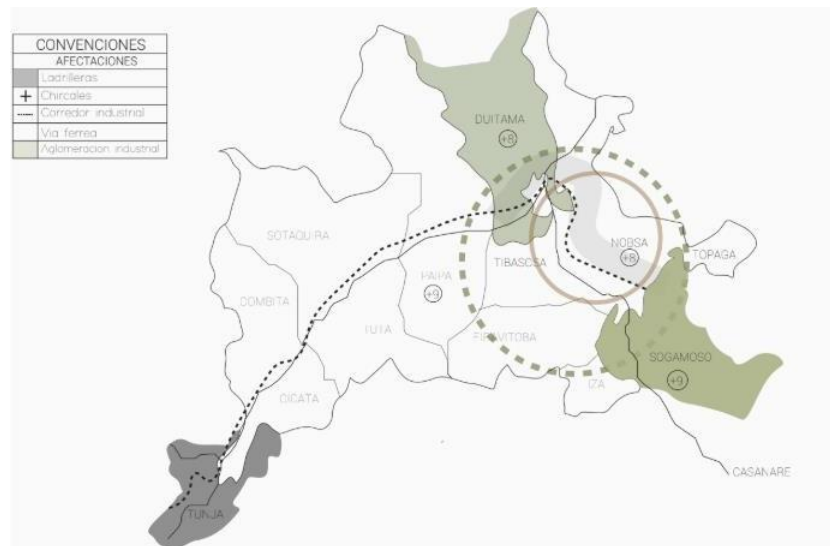 CONVENCIONES
AFECTACIONES
Ladrilleras
+ Chircales
Corredor industrial
Via ferrea
Aglomeracion industrial
DUITAMA
+8
SOTAQUIRA
NOBSA
+8
TOPAGA
TIBASOSA
PAIPA
+9
COMBITA
TUTA
FIRAVITOBA
SOGAMOSO
+9
IZA
OICATA
CASANARE
TUNJA